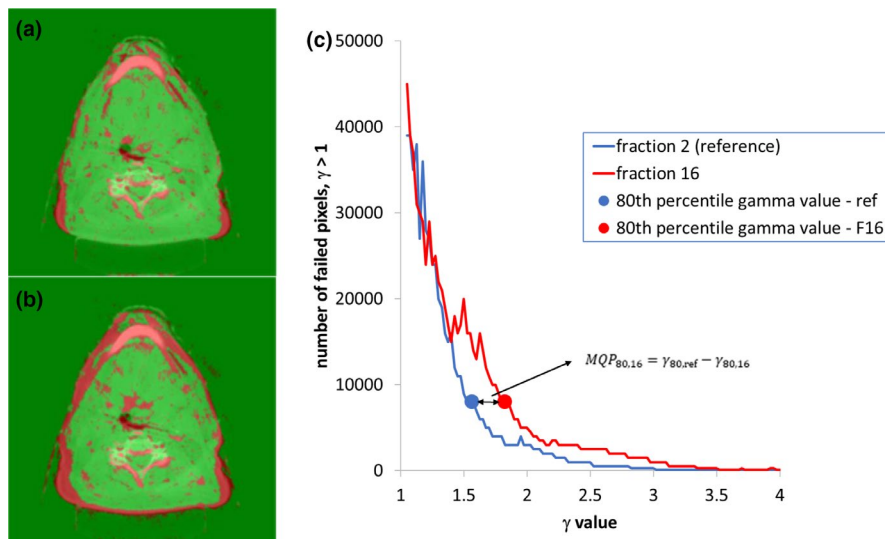 (a)
(b)
(c)
number of failed pixels, γ > 1
50000
40000
30000
20000
10000
0
1
1.5
2
2.5
3
3.5
4
γ value
fraction 2 (reference)
fraction 16
80th percentile gamma value - ref
80th percentile gamma value - F16
MQP80,16 = γ80,ref − γ80,16